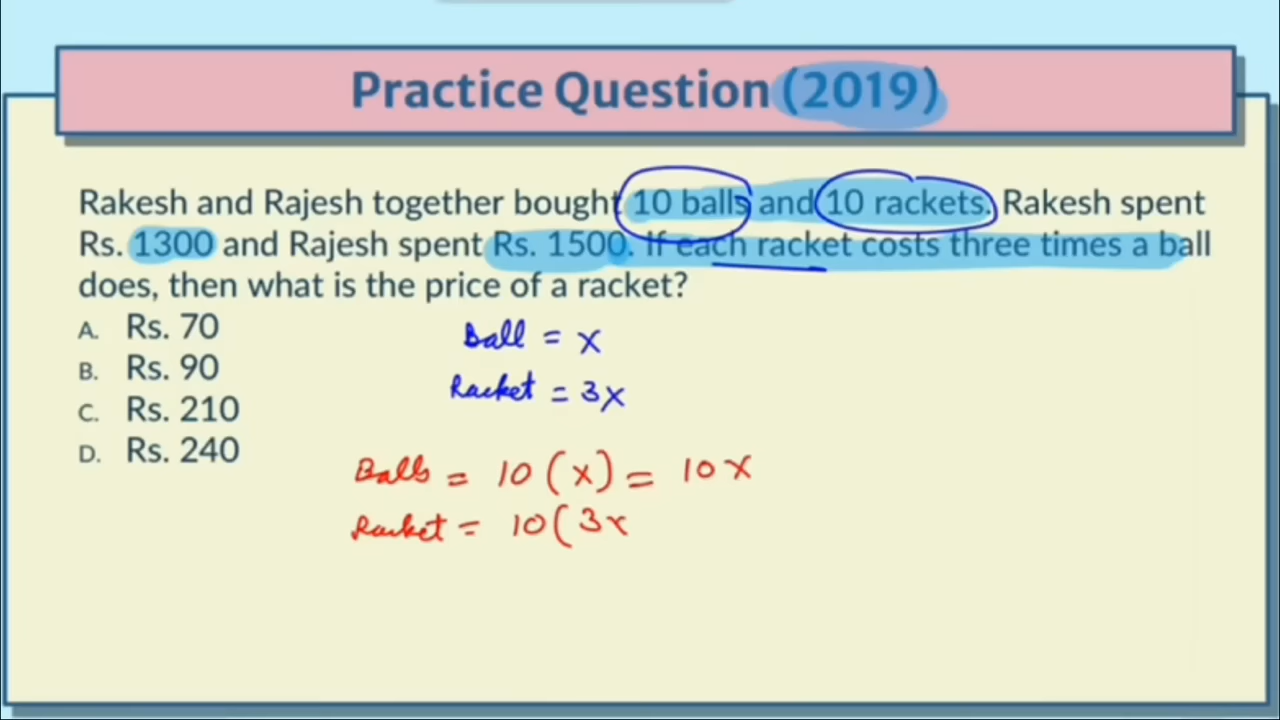 Practice Question (2019)
Rakesh and Rajesh together bought 10 balls and 10 rackets. Rakesh spent
Rs. 1300 and Rajesh spent Rs. 1500. If each racket costs three times a ball
does, then what is the price of a racket?
A. Rs. 70
B. Rs. 90
C. Rs. 210
D. Rs. 240
Ball = x
Racket = 3x
Balls = 10 (x) = 10x
Racket = 10 ( 3x